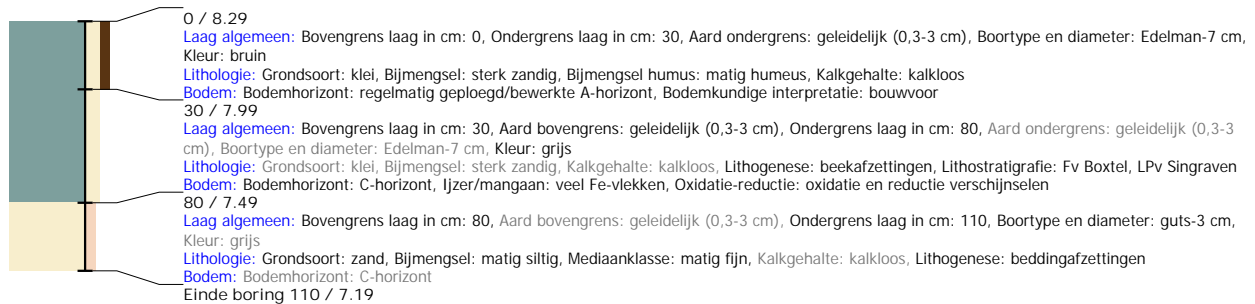 0 / 8.29
Laag algemeen: Bovengrens laag in cm: 0, Ondergrens laag in cm: 30, Aard ondergrens: geleidelijk (0,3-3 cm), Boortype en diameter: Edelman-7 cm,
Kleur: bruin
Lithologie: Grondsoort: klei, Bijmengsel: sterk zandig, Bijmengsel humus: matig humeus, Kalkgehalte: kalkloos
Bodem: Bodemhorizont: regelmatig geploegd/bewerkte A-horizont, Bodemkundige interpretatie: bouwvoor
30 / 7.99
Laag algemeen: Bovengrens laag in cm: 30, Aard bovengrens: geleidelijk (0,3-3 cm), Ondergrens laag in cm: 80, Aard ondergrens: geleidelijk (0,3-3
cm), Boortype en diameter: Edelman-7 cm, Kleur: grijs
Lithologie: Grondsoort: klei, Bijmengsel: sterk zandig, Kalkgehalte: kalkloos, Lithogenese: beekafzettingen, Lithostratigrafie: Fv Boxtel, LPv Singraven
Bodem: Bodemhorizont: C-horizont, Ijzer/mangaan: veel Fe-vlekken, Oxidatie-reductie: oxidatie en reductie verschijnselen
80 / 7.49
Laag algemeen: Bovengrens laag in cm: 80, Aard bovengrens: geleidelijk (0,3-3 cm), Ondergrens laag in cm: 110, Boortype en diameter: guts-3 cm,
Kleur: grijs
Lithologie: Grondsoort: zand, Bijmengsel: matig siltig, Mediaanklasse: matig fijn, Kalkgehalte: kalkloos, Lithogenese: beddingafzettingen
Bodem: Bodemhorizont: C-horizont
Einde boring 110 / 7.19